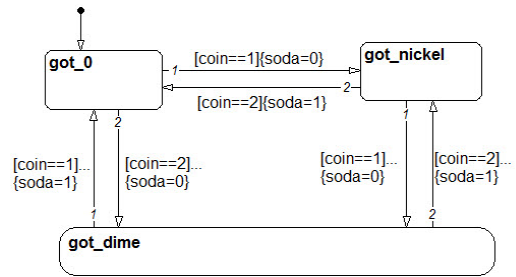 got_0
got_nickel
1
[coin==1]{soda=0}
2
[coin==2]{soda=1}
2
1
[coin==1]...
{soda=1}
[coin==2]...
{soda=0}
[coin==1]...
{soda=0}
[coin==2]...
{soda=1}
1
2
got_dime